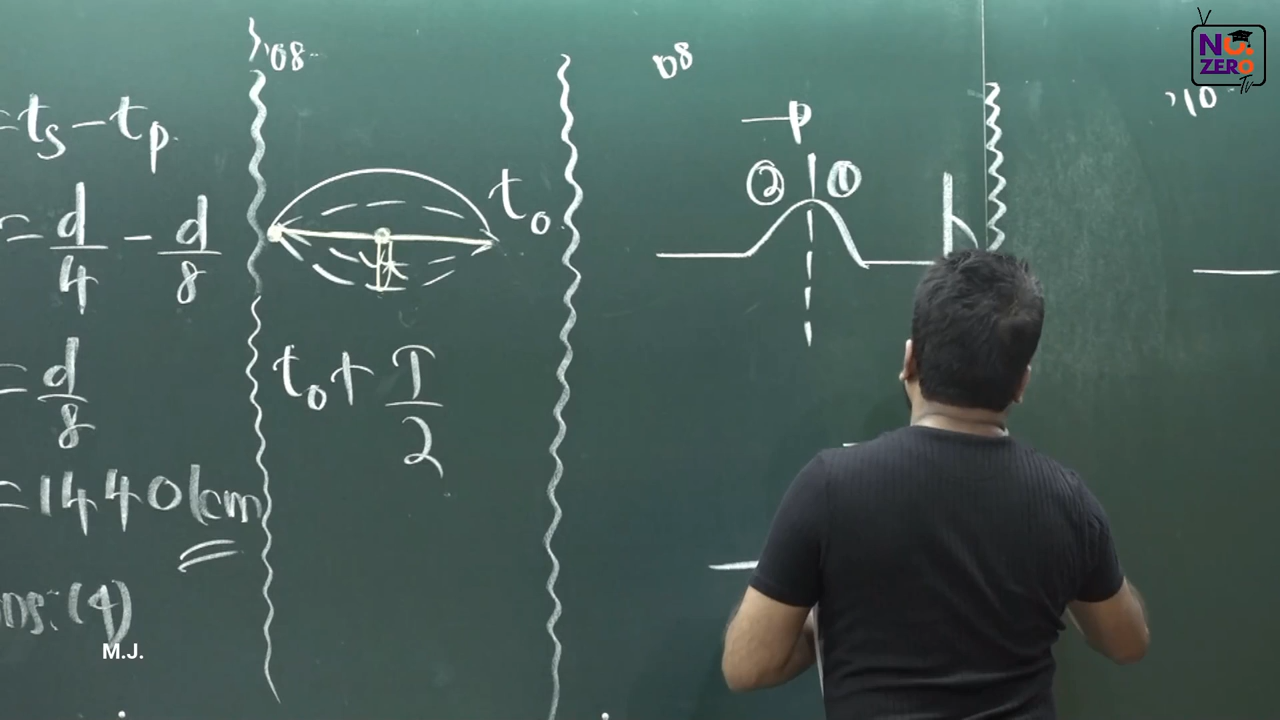 = ts - tp
= d/4 - d/8
= d/8
= 1440 km
Ans: (4)
M.J.
08
t₀
t₀ + T/2
08
P
② ①
10
NO. ZERO Tv